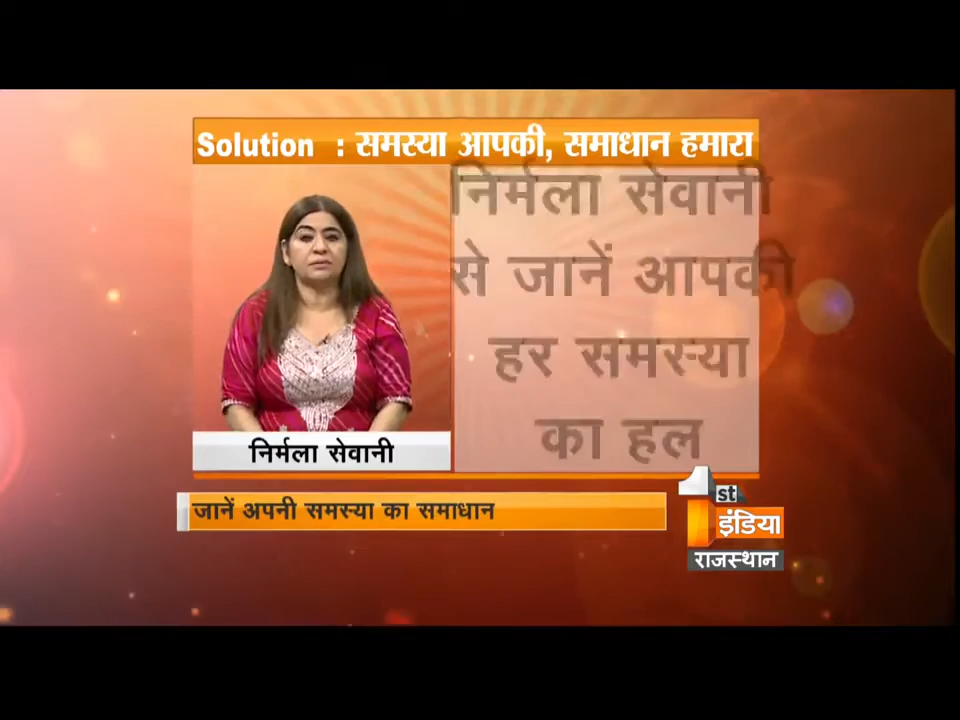 Solution : समस्या आपकी, समाधान हमारा
निर्मला सेवानी
से जानें आपकी
हर समस्या
का हल
निर्मला सेवानी
जानें अपनी समस्या का समाधान
1st
इंडिया
राजस्थान